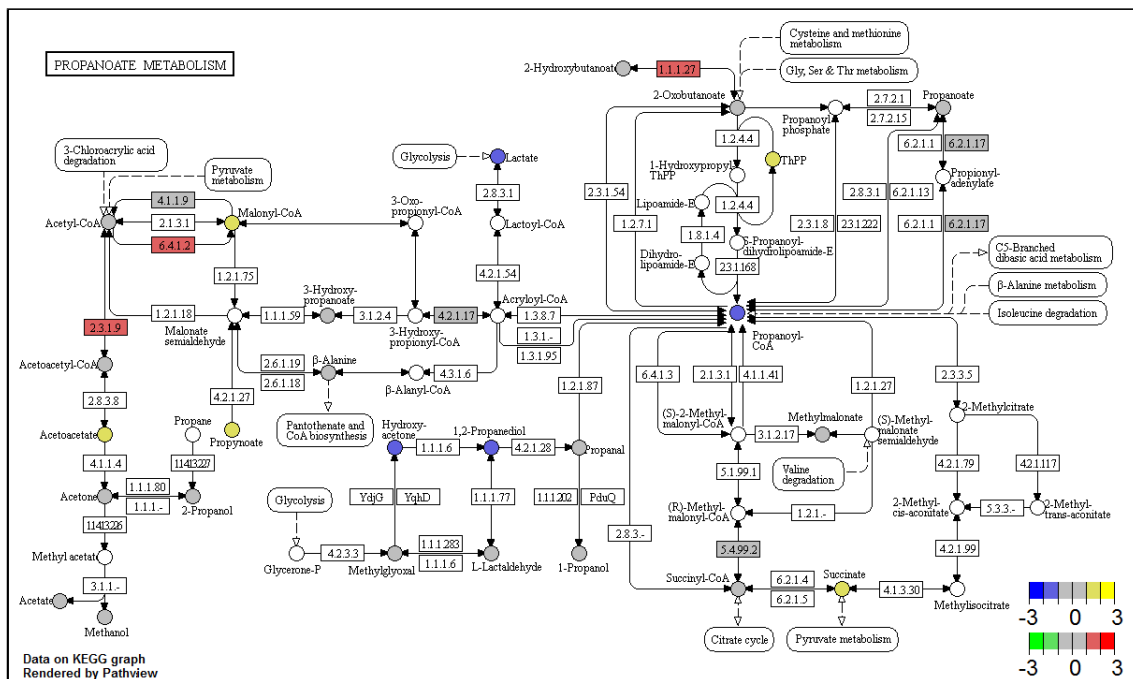 PROPANOATE METABOLISM
Cysteine and methionine
metabolism
Gly, Ser & Thr metabolism
2-Hydroxybutanoate
1.1.1.27
2-Oxobutanoate
Propanoyl
phosphate
2.7.2.1
2.7.2.15
Propanoate
3-Chloroacrylic acid
degradation
Pyruvate
metabolism
Glycolysis
Lactate
1.2.4.4
ThPP
6.2.1.1
6.2.1.17
1-Hydroxypropyl-
ThPP
Propionyl-
adenylate
4.1.1.9
Acetyl-CoA
2.1.3.1
Malonyl-CoA
6.4.1.2
3-Oxo-
propionyl-CoA
2.8.3.1
Lactoyl-CoA
2.3.1.54
1.2.7.1
Lipoamide-E
1.2.4.4
1.8.1.4
Dihydro-
lipoamide-E
S-Propanoyl-
dihydrolipoamide-E
2.3.1.168
2.3.1.8
2.3.1.222
2.8.3.1
6.2.1.13
6.2.1.1
6.2.1.17
C5-Branched
dibasic acid metabolism
β-Alanine metabolism
Isoleucine degradation
1.2.1.75
4.2.1.54
1.2.1.18
Malonate
semialdehyde
1.1.1.59
3-Hydroxy-
propanoate
3.1.2.4
3-Hydroxy-
propionyl-CoA
4.2.1.17
Acryloyl-CoA
1.3.8.7
1.3.1.-
1.3.1.95
Propanoyl-
CoA
2.3.1.9
Acetoacetyl-CoA
2.6.1.19
2.6.1.18
β-Alanine
4.3.1.6
β-Alanyl-CoA
1.2.1.87
6.4.1.3
2.1.3.1
4.1.1.41
1.2.1.27
2.3.3.5
2.8.3.8
4.2.1.27
Pantothenate and
CoA biosynthesis
Acetoacetate
Propane
Propynoate
Hydroxy-
acetone
1,2-Propanediol
1.1.1.6
4.2.1.28
Propanal
(S)-2-Methyl-
malonyl-CoA
3.1.2.17
Methylmalonate
(S)-Methyl-
malonate
semialdehyde
2-Methylcitrate
4.1.1.4
1.14.13.227
Acetone
1.1.1.80
1.1.1.-
2-Propanol
Glycolysis
YdjG
YqhD
1.1.1.77
1.1.1.202
PduQ
5.1.99.1
Valine
degradation
4.2.1.79
4.2.1.117
1.14.13.226
(R)-Methyl-
malonyl-CoA
1.2.1.-
2-Methyl-
cis-aconitate
5.3.3.-
2-Methyl-
trans-aconitate
Methyl acetate
Glycerone-P
4.2.3.3
Methylglyoxal
1.1.1.283
1.1.1.6
L-Lactaldehyde
1-Propanol
2.8.3.-
5.4.99.2
4.2.1.99
3.1.1.-
Acetate
Methanol
Succinyl-CoA
6.2.1.4
6.2.1.5
Succinate
4.1.3.30
Methylisocitrate
Citrate cycle
Pyruvate metabolism
-3 0 3
-3 0 3
Data on KEGG graph
Rendered by Pathview